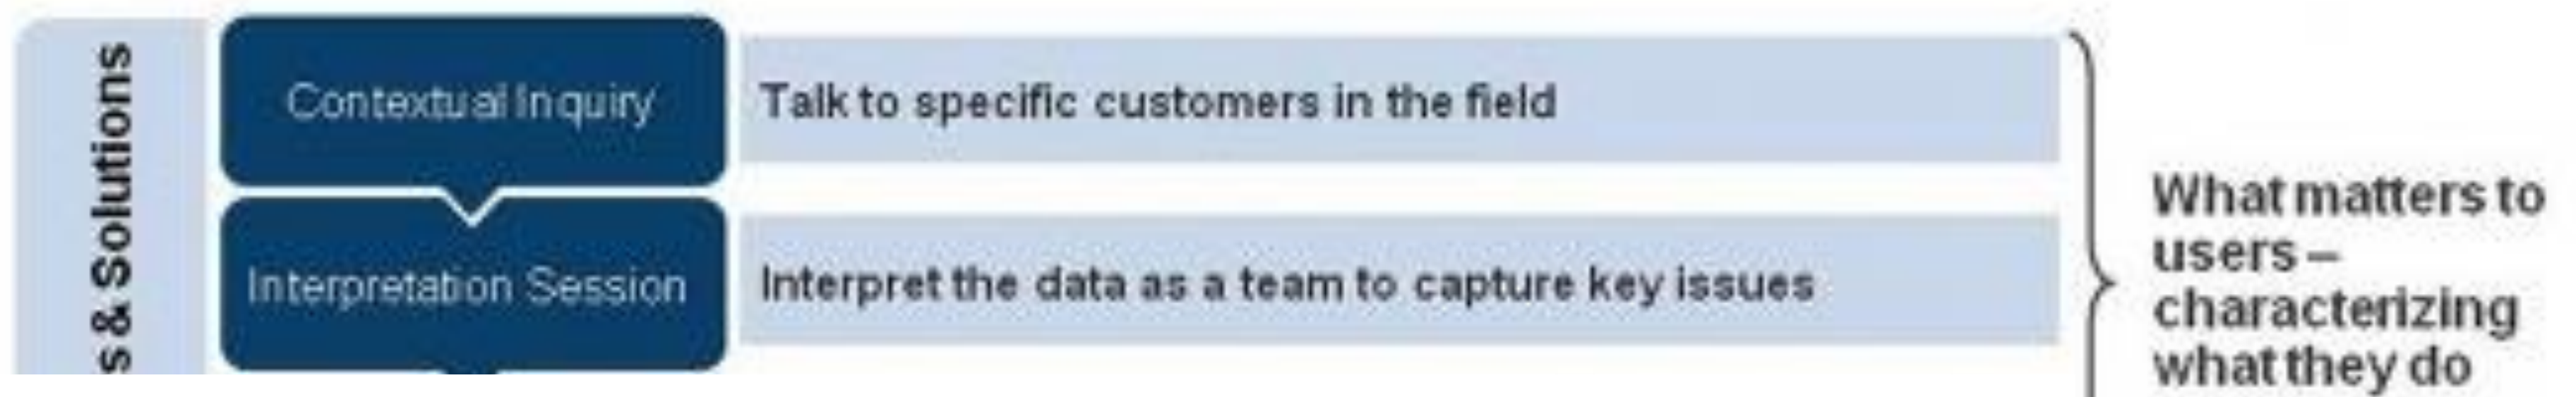 s & Solutions
Contextual Inquiry
Talk to specific customers in the field
Interpretation Session
Interpret the data as a team to capture key issues
What matters to
users –
characterizing
what they do